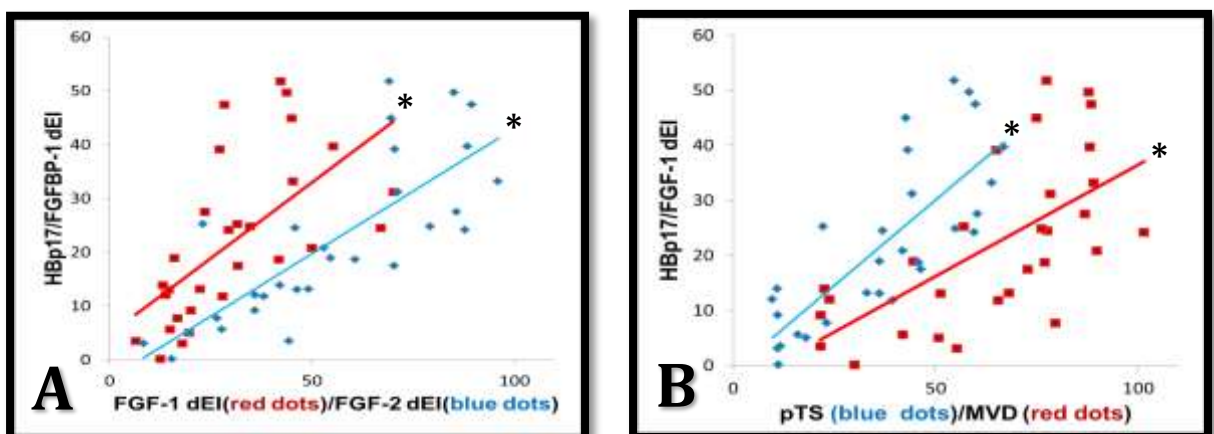 60
50
40
30
20
10
0
HBp17/FGFBP-1 dEI
*
*
0 50 100
FGF-1 dEI(red dots)/FGF-2 dEI(blue dots)
A
60
50
40
30
20
10
0
HBp17/FGF-1 dEI
*
*
0 50 100
pTS (blue dots)/MVD (red dots)
B